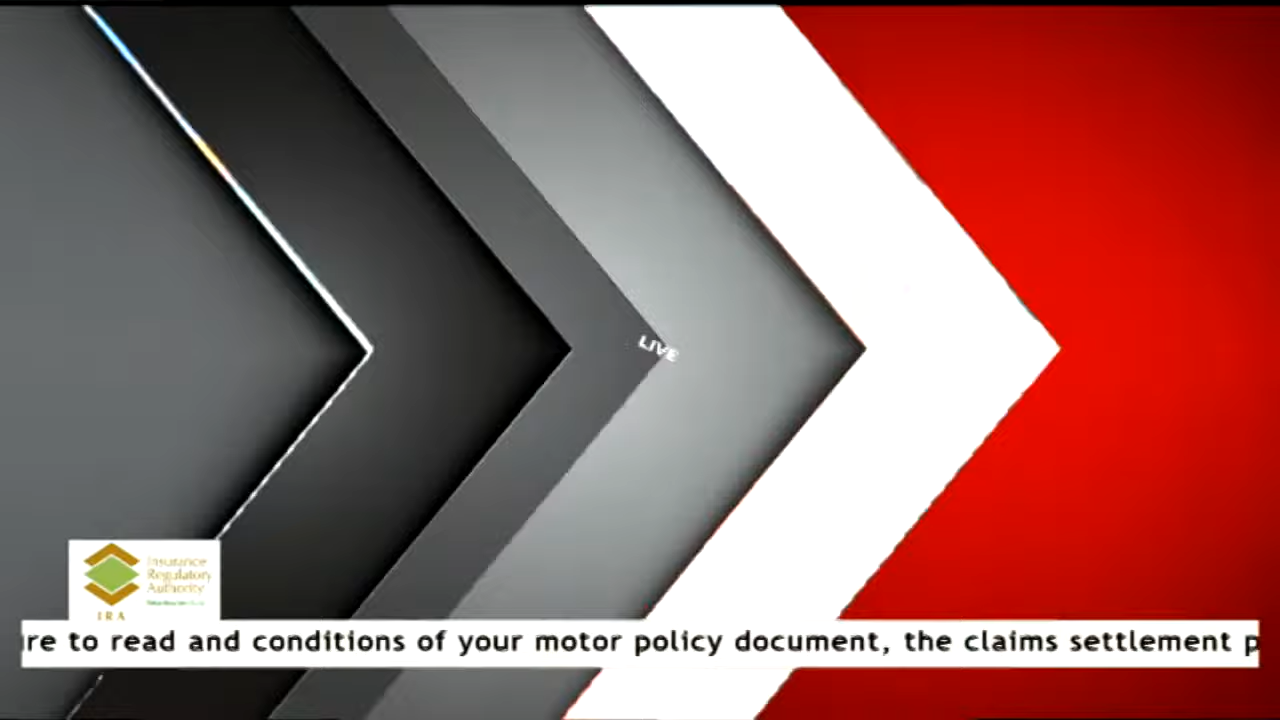 LIVE
Insurance
Regulatory
Authority
IRA
re to read and conditions of your motor policy document, the claims settlement p